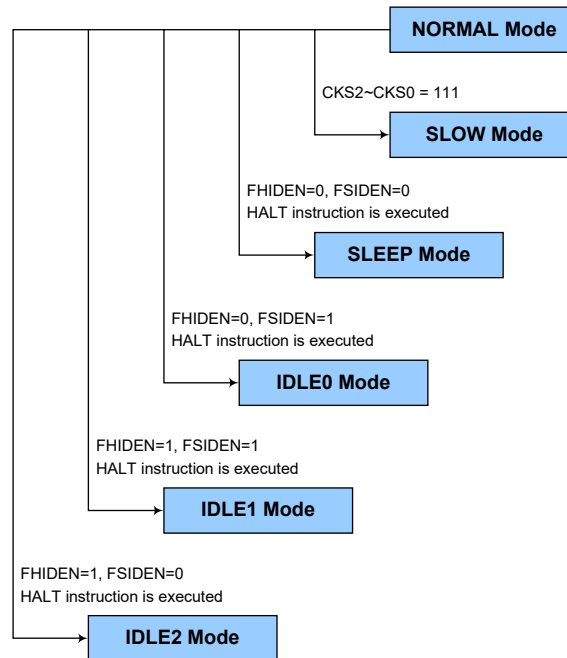 NORMAL Mode
CKS2~CKS0 = 111
SLOW Mode
FHIDEN=0, FSIDEN=0
HALT instruction is executed
SLEEP Mode
FHIDEN=0, FSIDEN=1
HALT instruction is executed
IDLE0 Mode
FHIDEN=1, FSIDEN=1
HALT instruction is executed
IDLE1 Mode
FHIDEN=1, FSIDEN=0
HALT instruction is executed
IDLE2 Mode